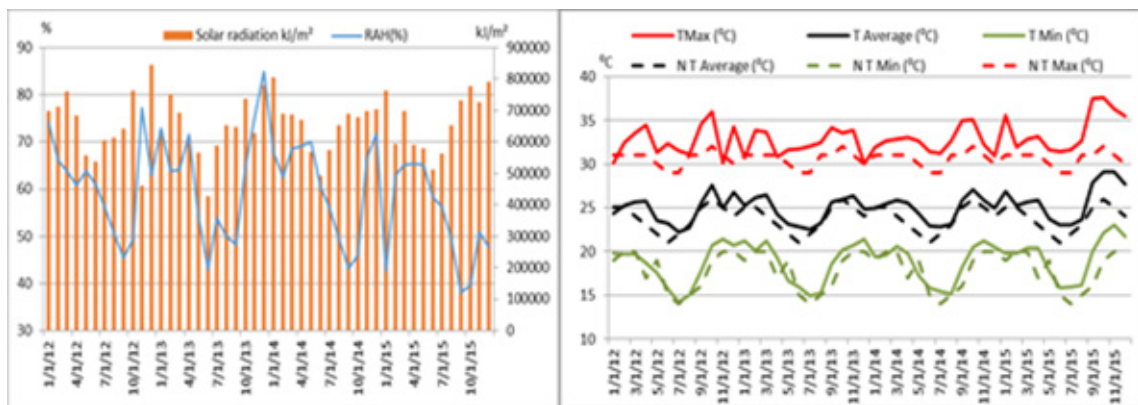 % kJ/m²
Solar radiation kJ/m² RAH(%)
90 900000
80 800000
70 700000
60 600000
50 500000
40 400000
30 300000
200000
100000
0
1/1/12 4/1/12 7/1/12 10/1/12 1/1/13 4/1/13 7/1/13 10/1/13 1/1/14 4/1/14 7/1/14 10/1/14 1/1/15 4/1/15 7/1/15 10/1/15
TMax (⁰C) T Average (⁰C) T Min (⁰C)
⁰C N T Average (⁰C) N T Min (⁰C) N T Max (⁰C)
40
35
30
25
20
15
10
1/1/12 3/1/12 5/1/12 7/1/12 9/1/12 11/1/12 1/1/13 3/1/13 5/1/13 7/1/13 9/1/13 11/1/13 1/1/14 3/1/14 5/1/14 7/1/14 9/1/14 11/1/14 1/1/15 3/1/15 5/1/15 7/1/15 9/1/15 11/1/15